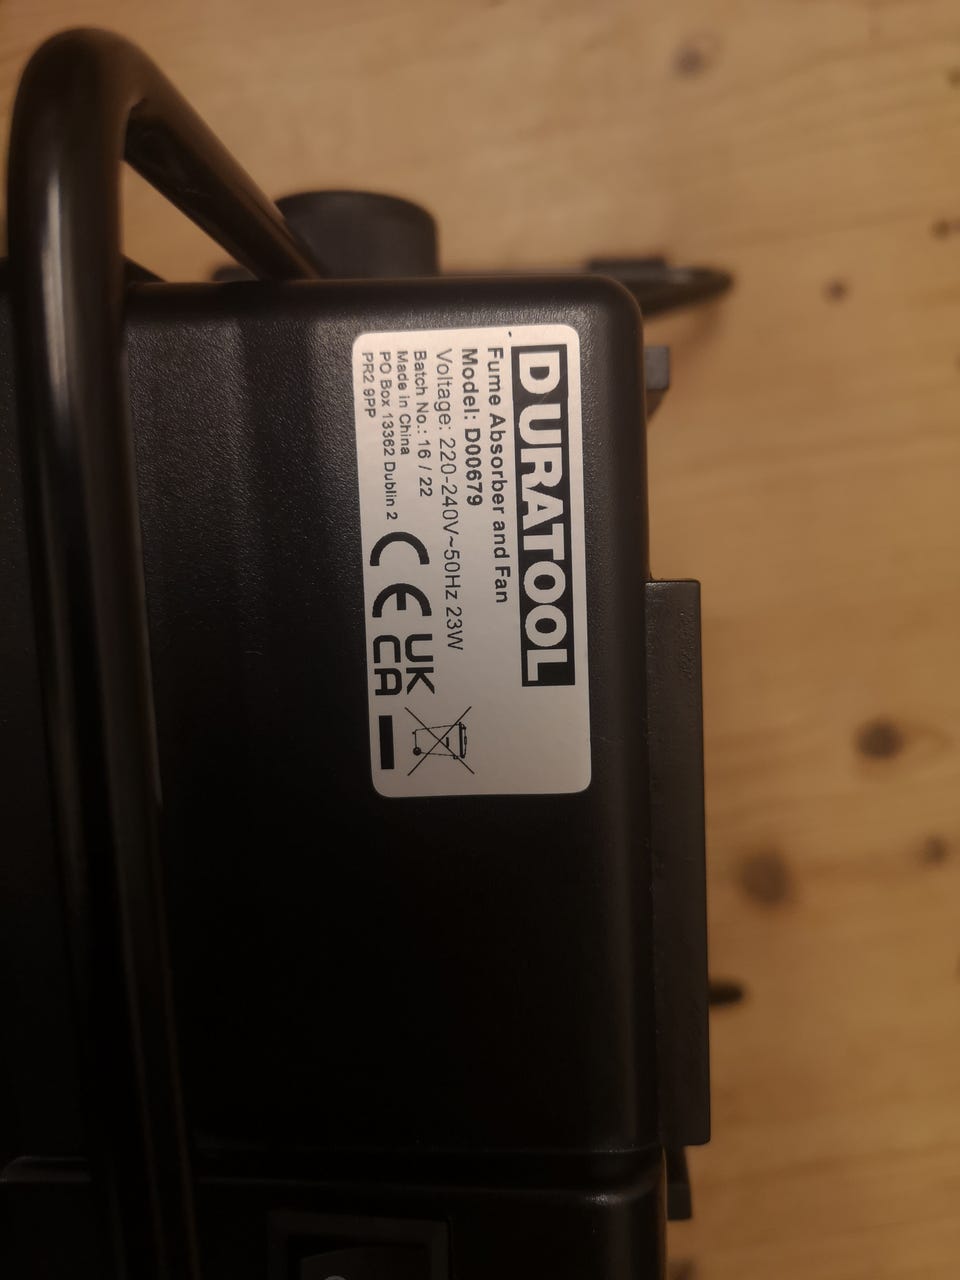 DURATOOL
Fume Absorber and Fan
Model: D00679
Voltage: 220-240V~50Hz 23W
Batch No.: 16 / 22
Made in China
PO Box 13362 Dublin 2
PR2 9PP
CE
UK
CA